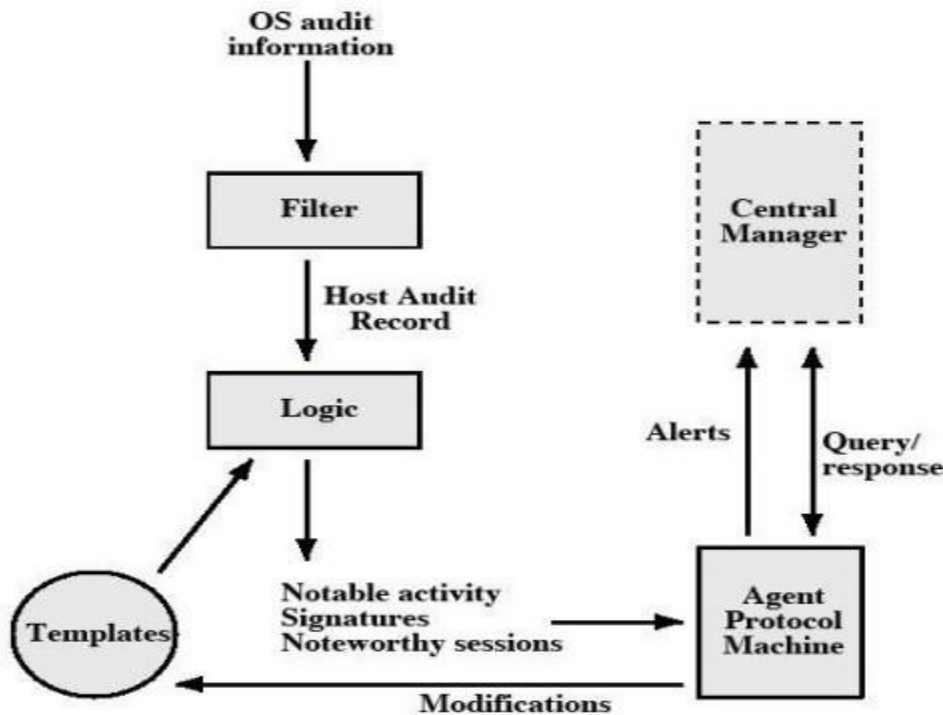 OS audit
information
Filter
Host Audit
Record
Central
Manager
Logic
Alerts
Query/
response
Templates
Notable activity
Signatures
Noteworthy sessions
Agent
Protocol
Machine
Modifications